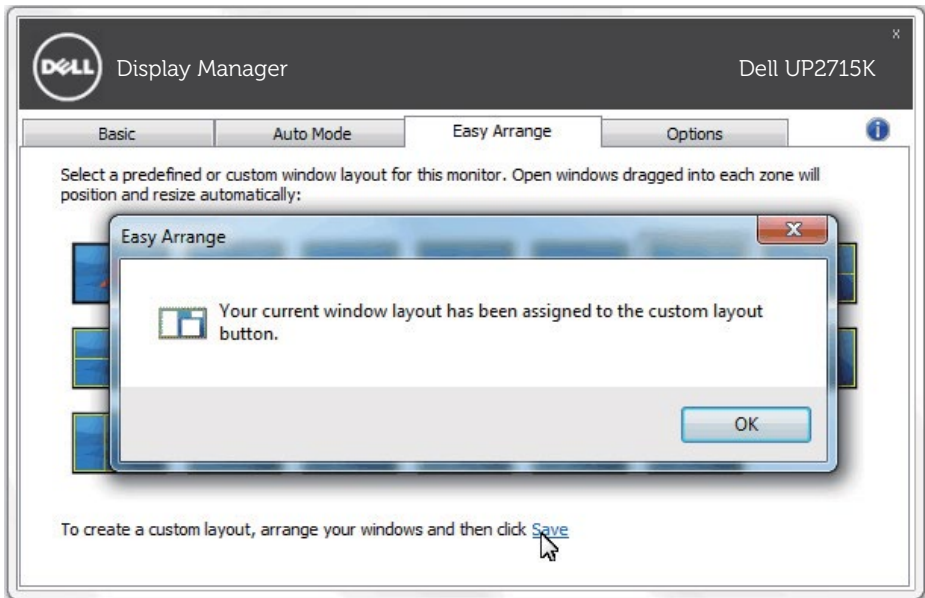 DELL Display Manager Dell UP2715K
x
Basic Auto Mode Easy Arrange Options i
Select a predefined or custom window layout for this monitor. Open windows dragged into each zone will
position and resize automatically:
Easy Arrange x
Your current window layout has been assigned to the custom layout
button.
OK
To create a custom layout, arrange your windows and then click Save